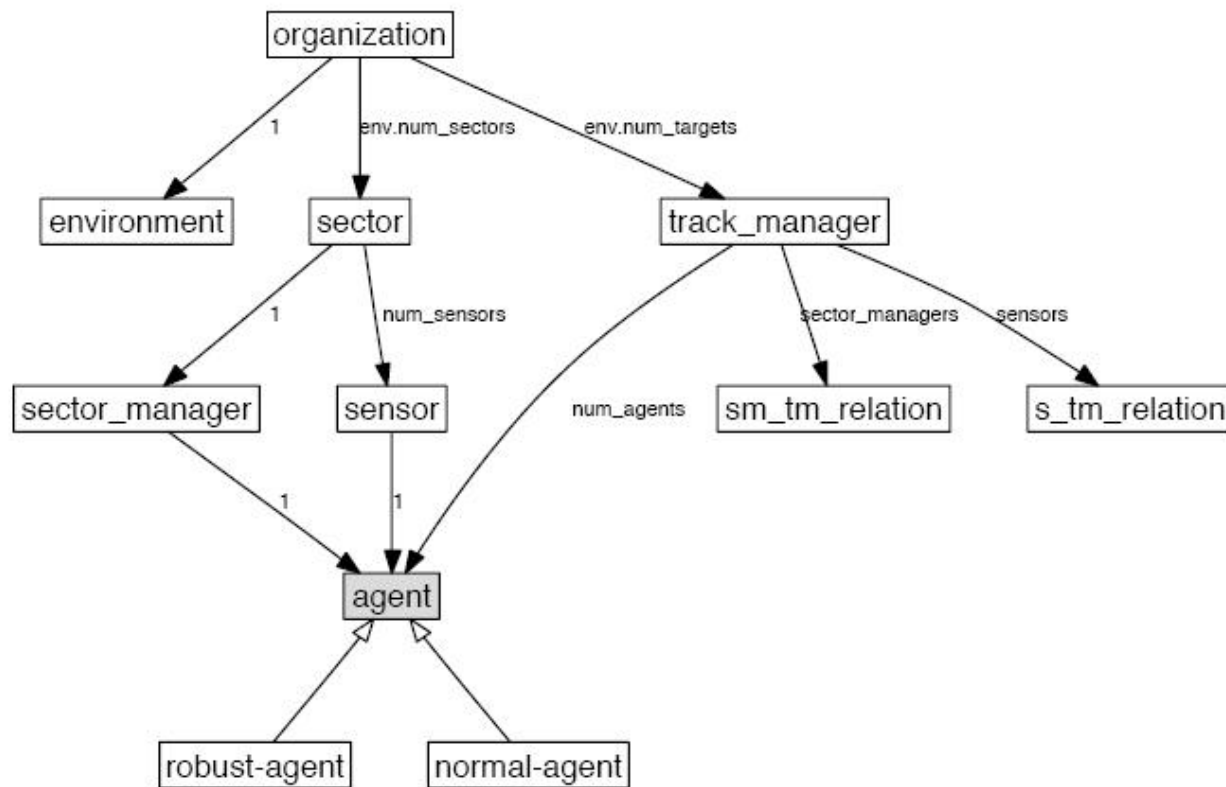 organization
1
env.num_sectors
env.num_targets
environment
sector
track_manager
1
num_sensors
sector_managers
sensors
sector_manager
sensor
num_agents
sm_tm_relation
s_tm_relation
1
1
agent
robust-agent
normal-agent